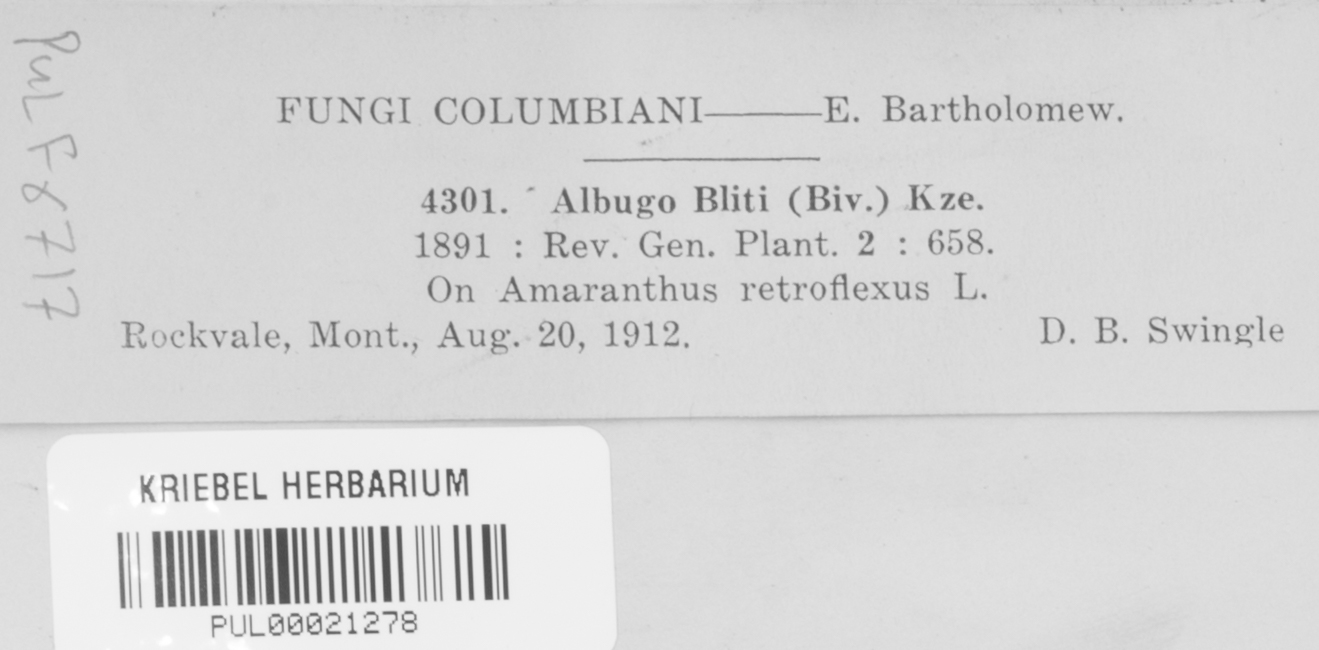 PUL F8717
FUNGI COLUMBIANI——E. Bartholomew.
4301. Albugo Bliti (Biv.) Kze.
1891 : Rev. Gen. Plant. 2 : 658.
On Amaranthus retroflexus L.
Rockvale, Mont., Aug. 20, 1912. D. B. Swingle
KRIEBEL HERBARIUM
PUL00021278